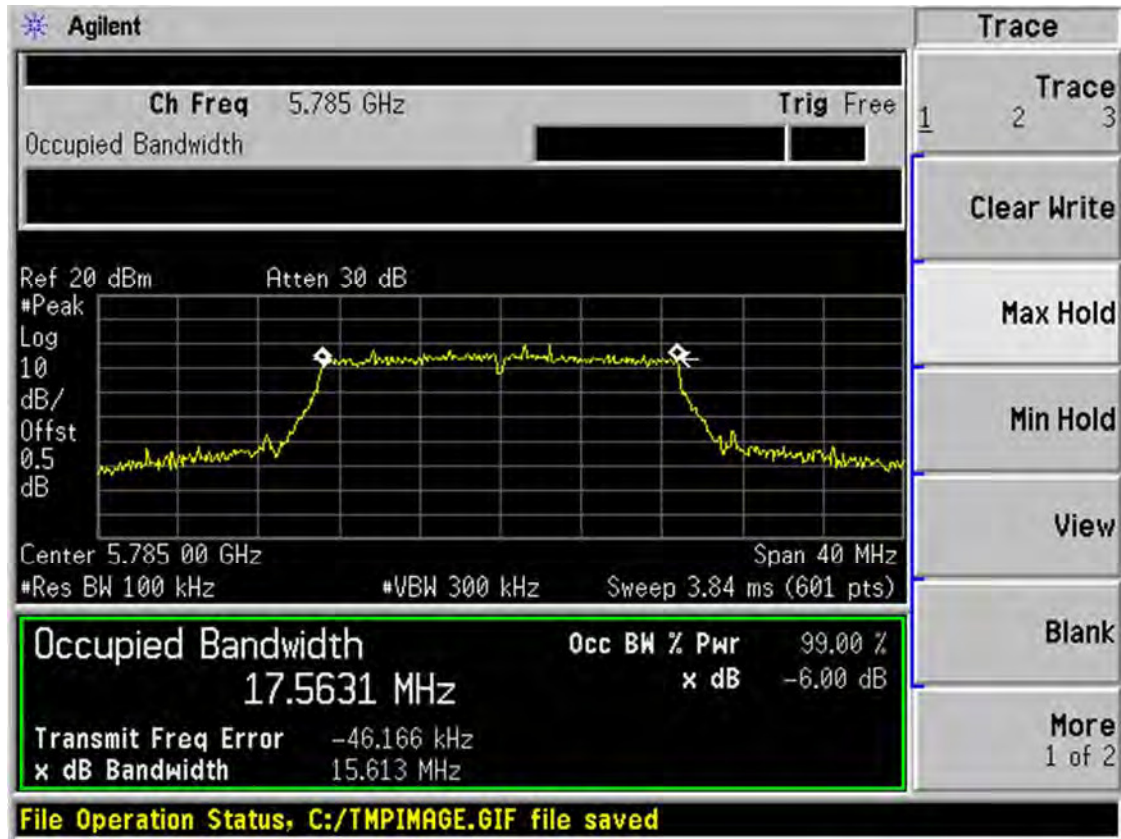 Agilent
Trace
Ch Freq 5.785 GHz Trig Free
Occupied Bandwidth
Trace
1 2 3
Clear Write
Max Hold
Min Hold
View
Blank
More
1 of 2
Ref 20 dBm Atten 30 dB
#Peak
Log
10
dB/
Offst
0.5
dB
Center 5.785 00 GHz Span 40 MHz
#Res BW 100 kHz #VBW 300 kHz Sweep 3.84 ms (601 pts)
Occupied Bandwidth
17.5631 MHz
Occ BW % Pwr 99.00 %
x dB -6.00 dB
Transmit Freq Error -46.166 kHz
x dB Bandwidth 15.613 MHz
File Operation Status, C:/TMPIMAGE.GIF file saved